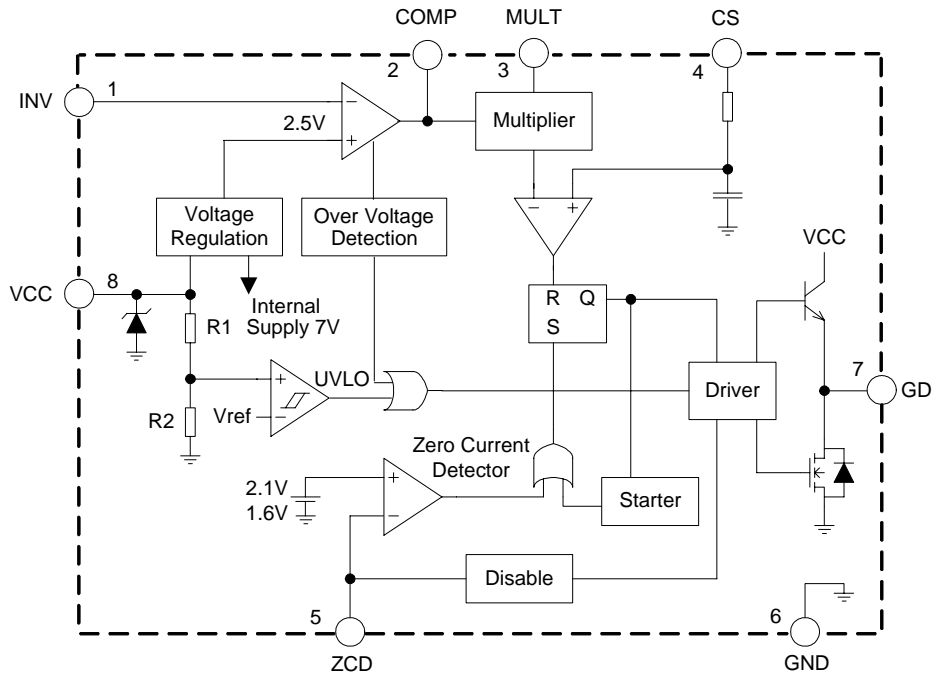 COMP
MULT
CS
2
3
4
INV
1
2.5V
−
+
Multiplier
−
+
Voltage
Regulation
Over Voltage
Detection
VCC
VCC
8
Internal
Supply 7V
R1
R Q
S
+
UVLO
Vref
−
R2
Driver
7
GD
Zero Current
Detector
2.1V
1.6V
+
−
Starter
Disable
5
6
ZCD
GND